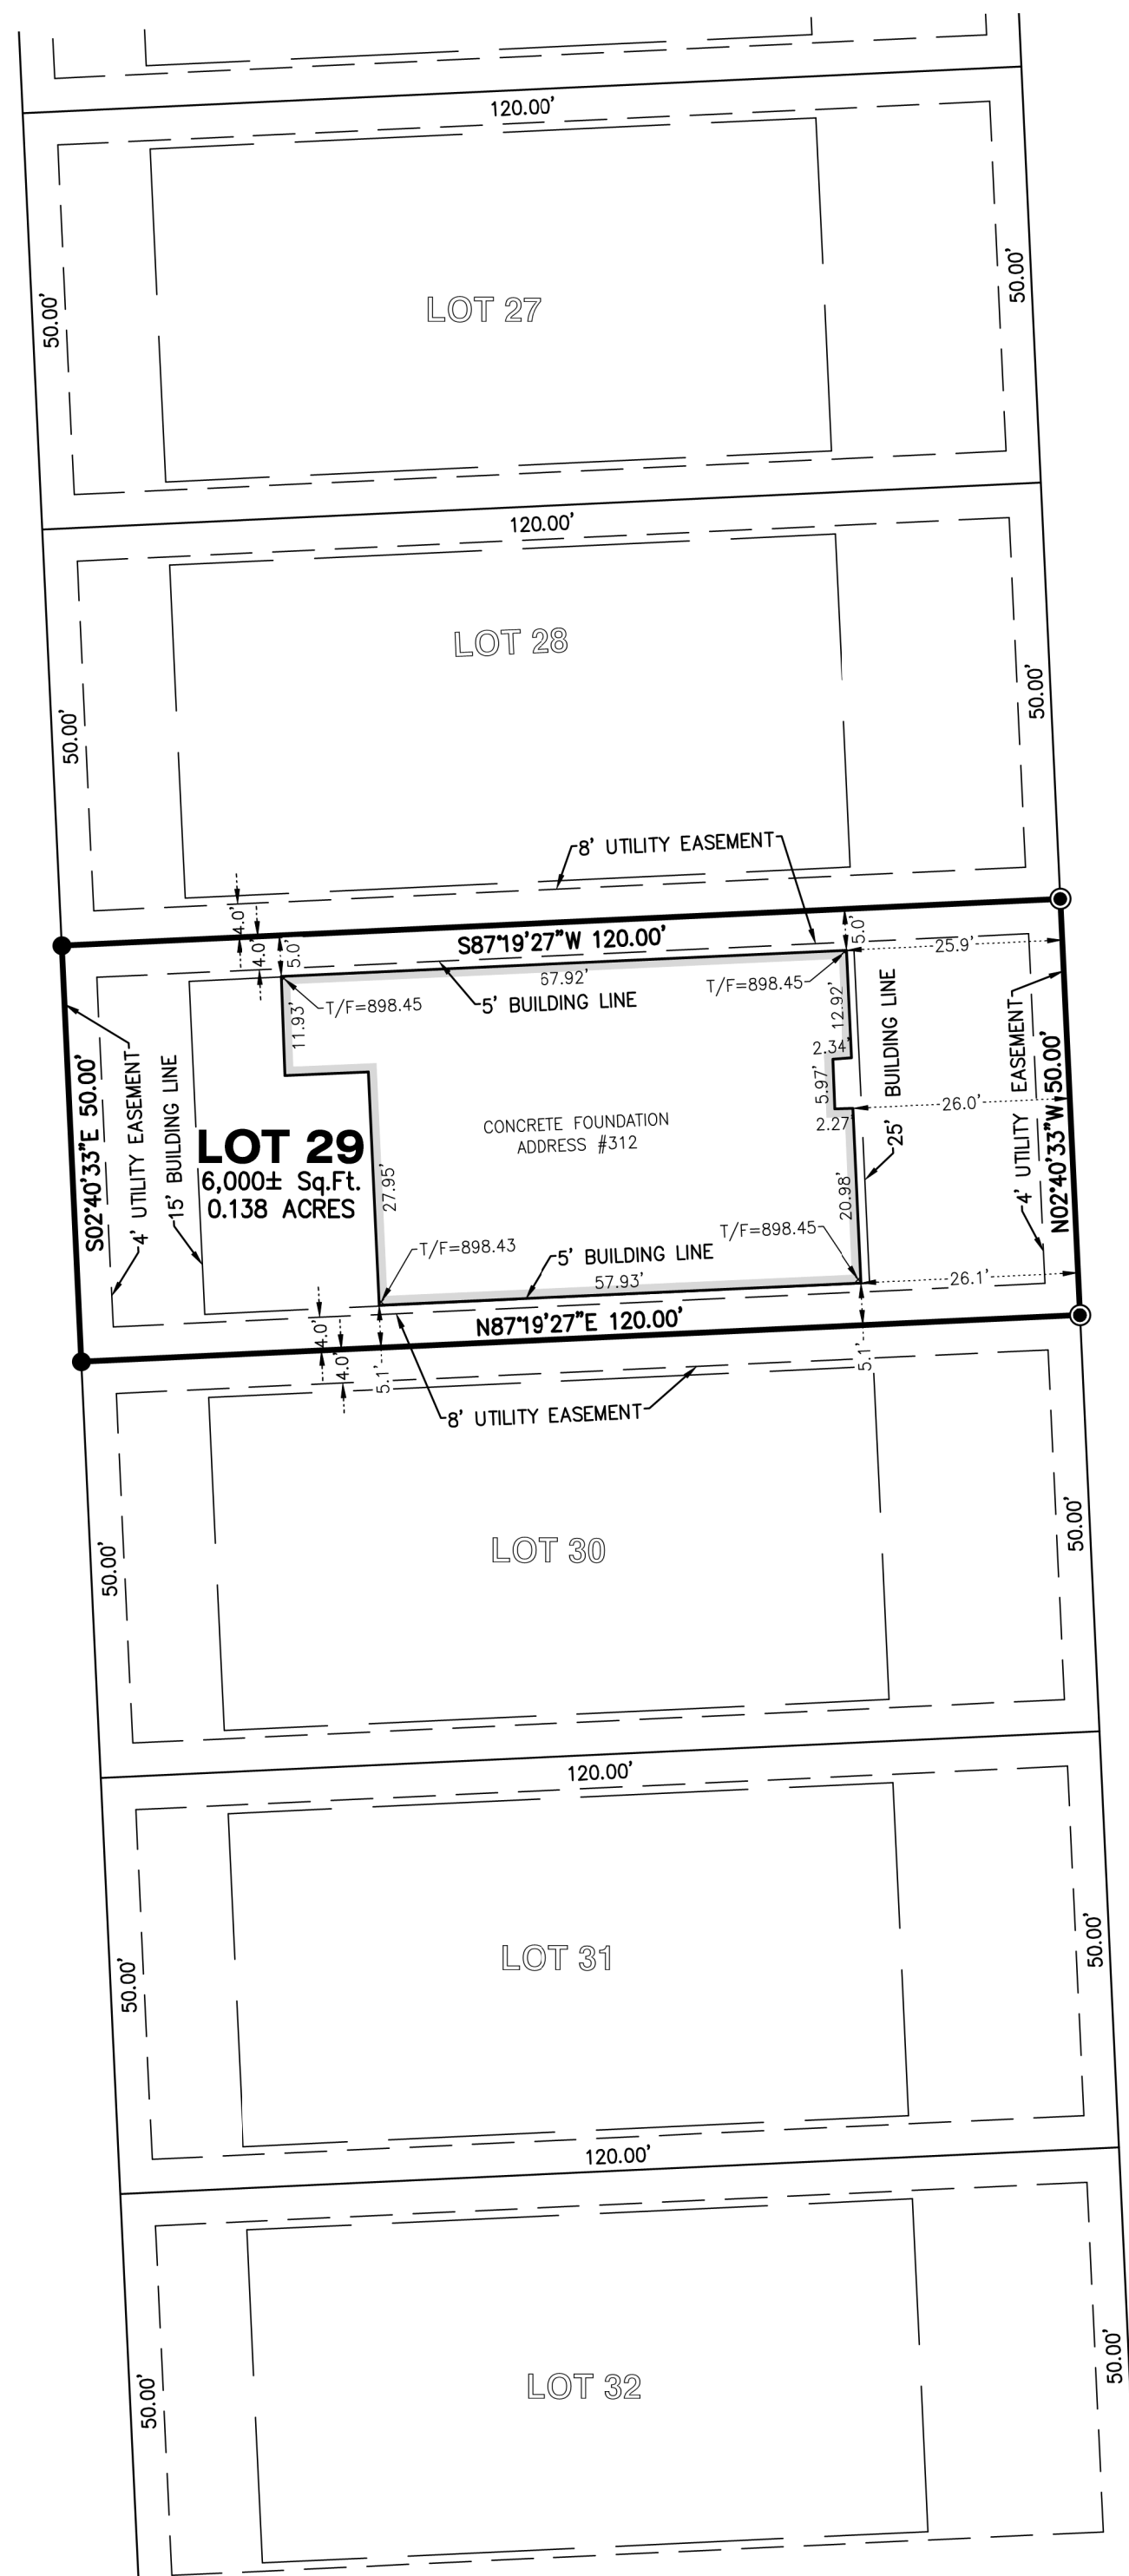 120.00'
50.00'
LOT 27
50.00'
120.00'
LOT 28
50.00'
50.00'
8' UTILITY EASEMENT
4.0'
4.0'
5.0'
S87°19'27"W 120.00'
5.0'
25.9'
67.92'
T/F=898.45
5' BUILDING LINE
T/F=898.45
11.93'
12.92'
2.34'
5.97'
2.27'
25' BUILDING LINE
26.0'
4' UTILITY EASEMENT
N02°40'33"W 50.00'
S02°40'33"E 50.00'
4' UTILITY EASEMENT
15' BUILDING LINE
LOT 29
6,000± Sq.Ft.
0.138 ACRES
CONCRETE FOUNDATION
ADDRESS #312
27.95'
20.98'
T/F=898.43
T/F=898.45
5' BUILDING LINE
57.93'
26.1'
N87°19'27"E 120.00'
4.0'
4.0'
5.1'
5.1'
8' UTILITY EASEMENT
LOT 30
50.00'
50.00'
120.00'
LOT 31
50.00'
50.00'
120.00'
LOT 32
50.00'
50.00'